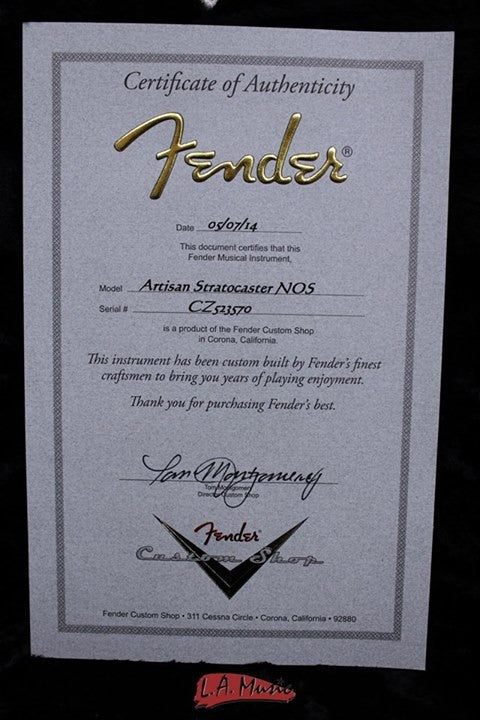 Certificate of Authenticity
Fender®
Date 05/07/14
This document certifies that this
Fender Musical Instrument,
Model Artisan Stratocaster NOS
Serial # CZ523570
is a product of the Fender Custom Shop
in Corona, California.
This instrument has been custom built by Fender's finest
craftsmen to bring you years of playing enjoyment.
Thank you for purchasing Fender's best.
Tom Montgomery
Director Custom Shop
Fender®
Custom Shop
Fender Custom Shop • 311 Cessna Circle • Corona, California • 92880
L.A. Music